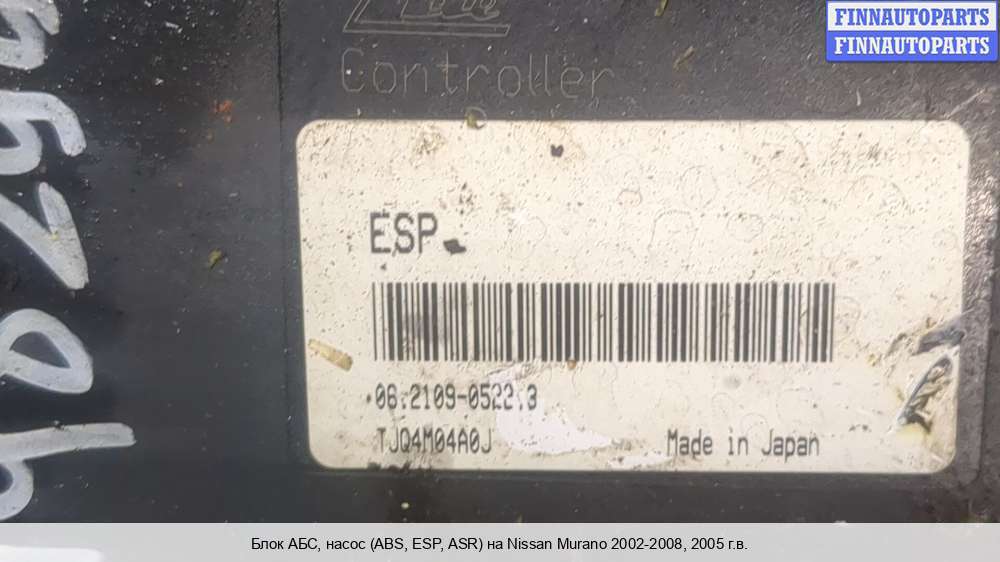 FINNAUTOPARTS
FINNAUTOPARTS
Ate
Controller
ESP
06.2109-0522.3
TJQ4M04A0J
Made in Japan
Блок АБС, насос (ABS, ESP, ASR) на Nissan Murano 2002-2008, 2005 г.в.